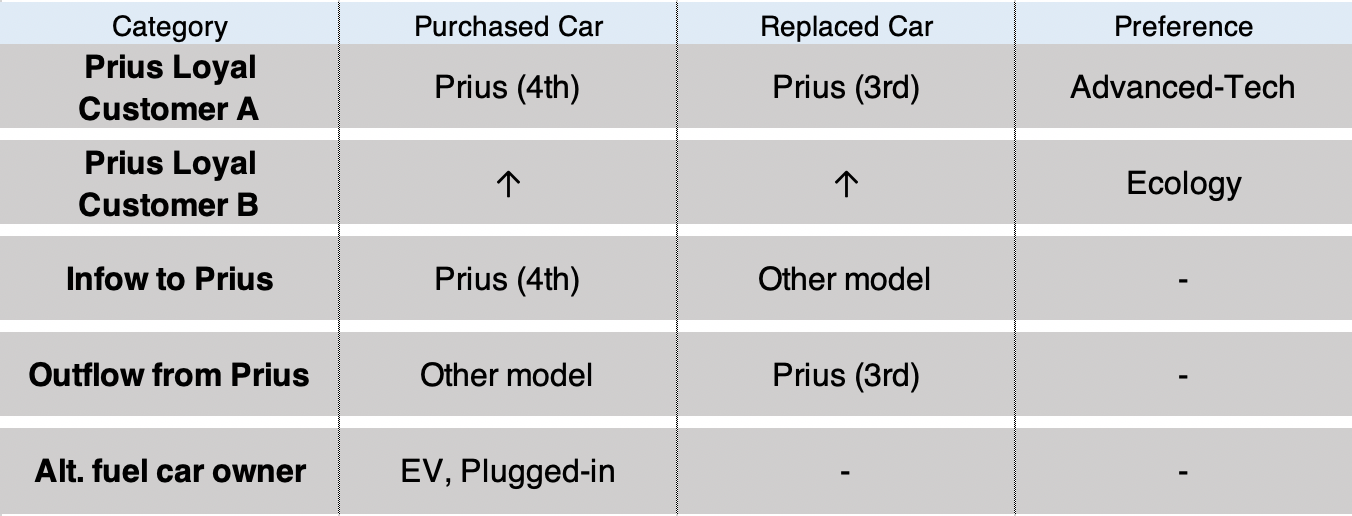 Category Purchased Car Replaced Car Preference
Prius Loyal
Customer A
Prius (4th) Prius (3rd) Advanced-Tech
Prius Loyal
Customer B
↑ ↑ Ecology
Infow to Prius Prius (4th) Other model -
Outflow from Prius Other model Prius (3rd) -
Alt. fuel car owner EV, Plugged-in - -